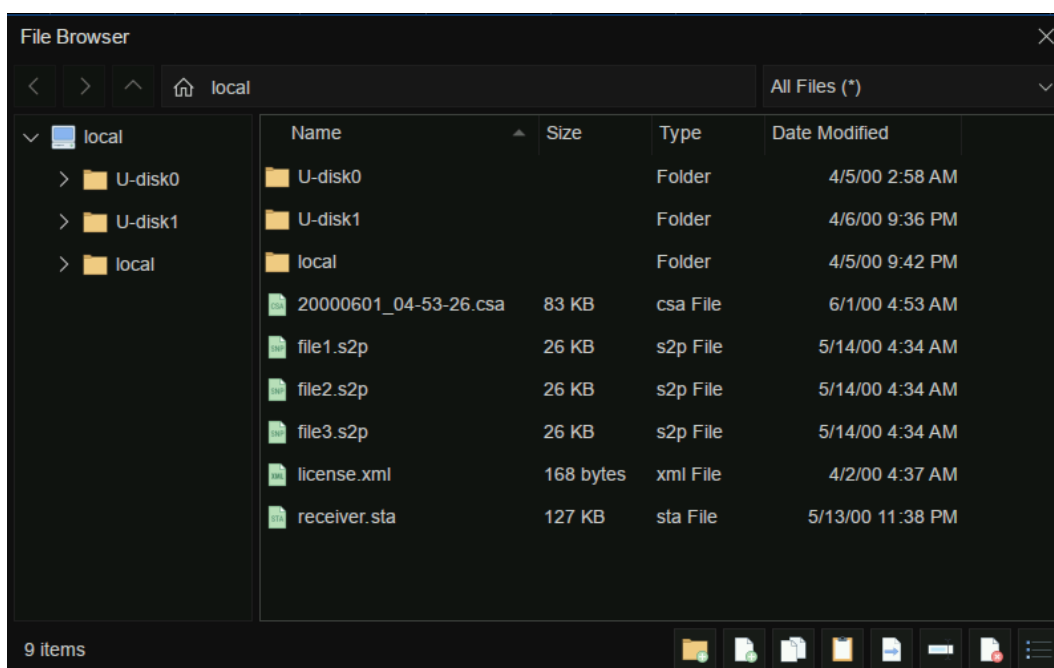 File Browser
local
All Files (*)
local
U-disk0
U-disk1
local
Name Size Type Date Modified
U-disk0 Folder 4/5/00 2:58 AM
U-disk1 Folder 4/6/00 9:36 PM
local Folder 4/5/00 9:42 PM
CSA 20000601_04-53-26.csa 83 KB csa File 6/1/00 4:53 AM
SNP file1.s2p 26 KB s2p File 5/14/00 4:34 AM
SNP file2.s2p 26 KB s2p File 5/14/00 4:34 AM
SNP file3.s2p 26 KB s2p File 5/14/00 4:34 AM
XML license.xml 168 bytes xml File 4/2/00 4:37 AM
STA receiver.sta 127 KB sta File 5/13/00 11:38 PM
9 items